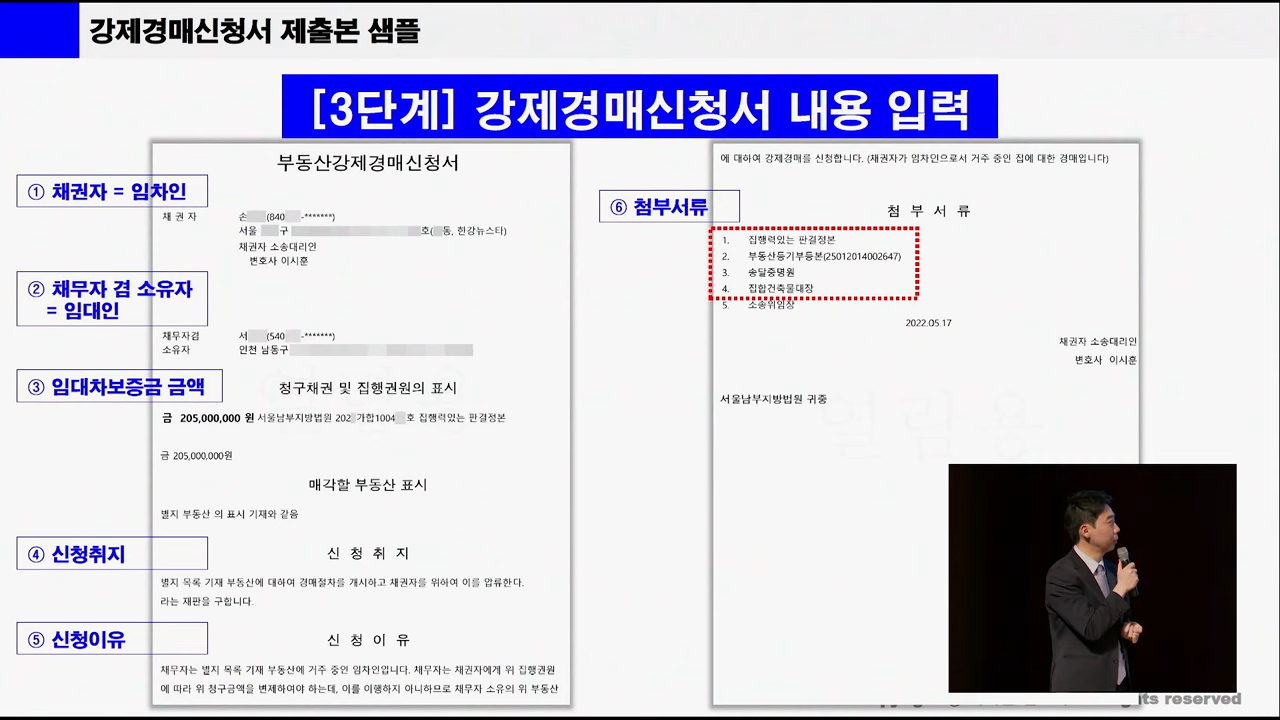 강제경매신청서 제출본 샘플
[3단계] 강제경매신청서 내용 입력
부동산강제경매신청서
① 채권자 = 임차인
채 권 자 손 (840 -*******)
서울 구 호( 동, 한강뉴스타)
채권자 소송대리인
변호사 이시훈
② 채무자 겸 소유자
= 임대인
채무자겸 서 (540 -*******)
소유자 인천 남동구
③ 임대차보증금 금액
청구채권 및 집행권원의 표시
금 205,000,000 원 서울남부지방법원 202 가합1004 호 집행력있는 판결정본
금 205,000,000원
매각할 부동산 표시
별지 부동산 의 표시 기재와 같음
④ 신청취지
신 청 취 지
별지 목록 기재 부동산에 대하여 경매절차를 개시하고 채권자를 위하여 이를 압류한다.
라는 재판을 구합니다.
⑤ 신청이유
신 청 이 유
채무자는 별지 목록 기재 부동산에 거주 중인 임차인입니다. 채무자는 채권자에게 위 집행권원
에 따라 위 청구금액을 변제하여야 하는데, 이를 이행하지 아니하므로 채무자 소유의 위 부동산
에 대하여 강제경매를 신청합니다. (채권자가 임차인으로서 거주 중인 집에 대한 경매입니다)
⑥ 첨부서류
첨 부 서 류
1. 집행력있는 판결정본
2. 부동산등기부등본(25012014002647)
3. 송달증명원
4. 집합건축물대장
5. 소송위임장
2022.05.17
채권자 소송대리인
변호사 이시훈
서울남부지방법원 귀중
열람용
reserved